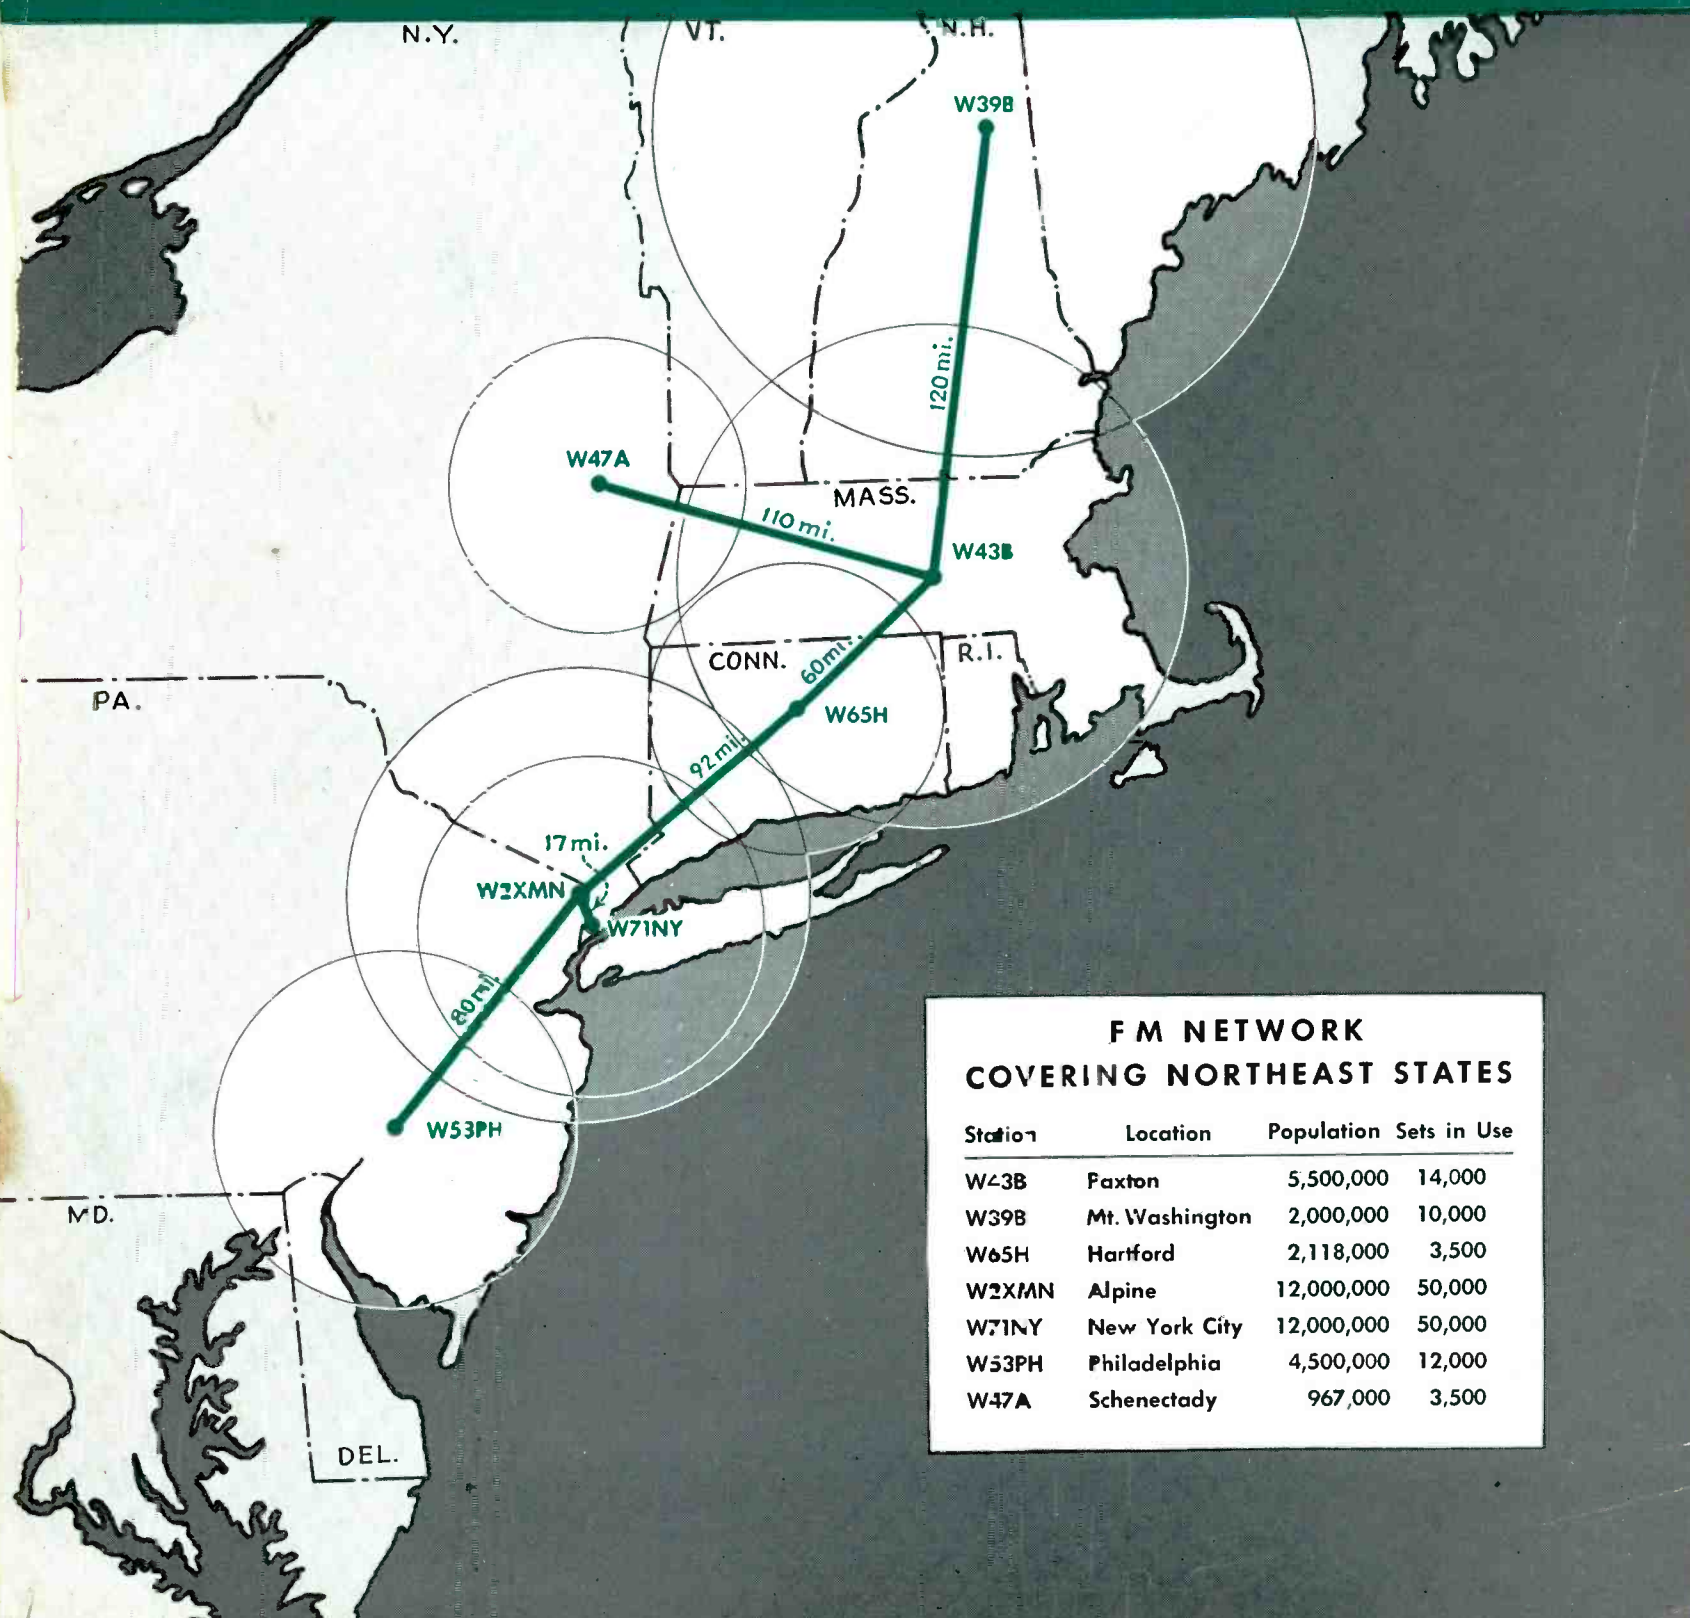 N.Y.
VT.
N.H.
W39B
120 mi.
W47A
MASS.
110 mi.
W43B
CONN.
R.I.
60 mi.
PA.
W65H
92 mi.
17 mi.
W2XMN
W71NY
80 mi.
W53PH
MD.
DEL.
FM NETWORK
COVERING NORTHEAST STATES
Station Location Population Sets in Use
W43B Paxton 5,500,000 14,000
W39B Mt. Washington 2,000,000 10,000
W65H Hartford 2,118,000 3,500
W2XMN Alpine 12,000,000 50,000
W71NY New York City 12,000,000 50,000
W53PH Philadelphia 4,500,000 12,000
W47A Schenectady 967,000 3,500